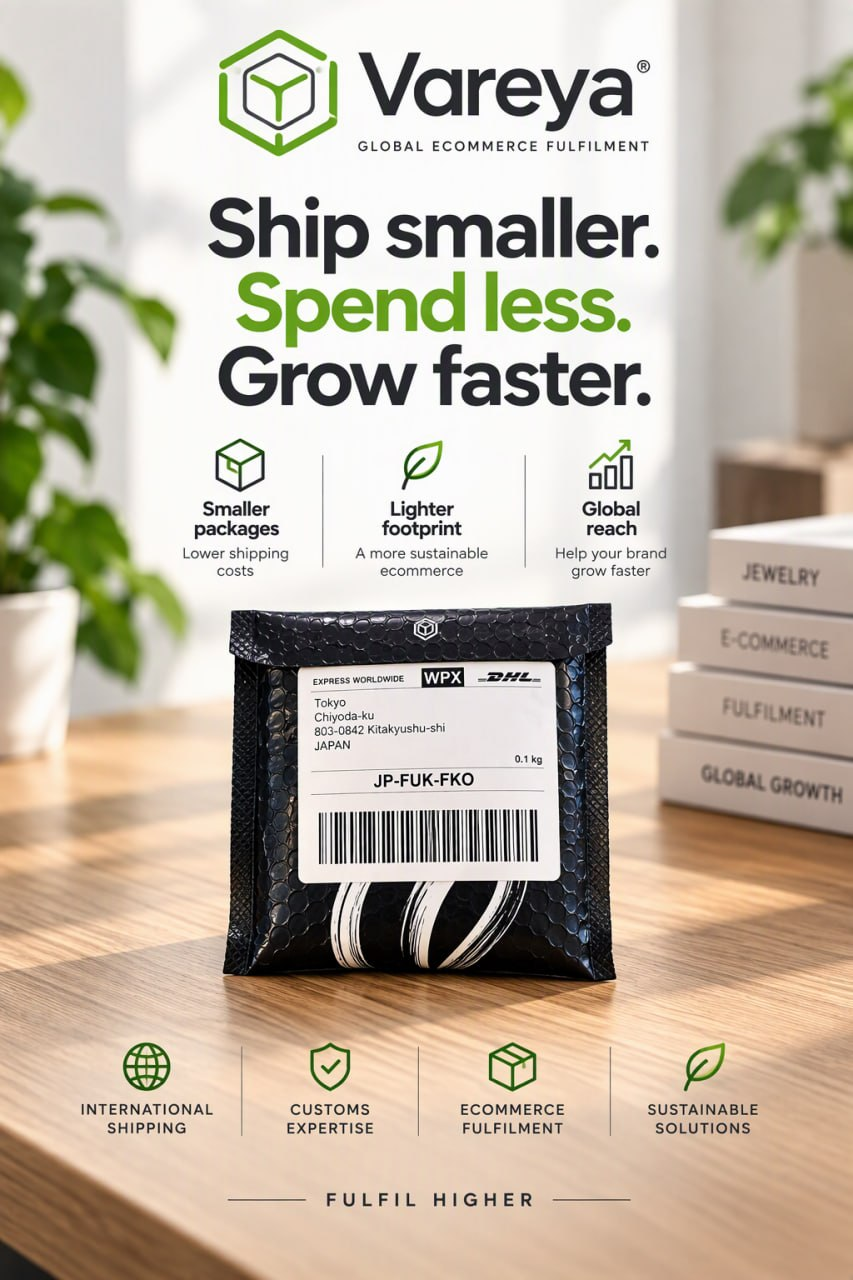 Vareya®
GLOBAL ECOMMERCE FULFILMENT
Ship smaller.
Spend less.
Grow faster.
Smaller
packages
Lower shipping
costs
Lighter
footprint
A more sustainable
ecommerce
Global
reach
Help your brand
grow faster
JEWELRY
E-COMMERCE
FULFILMENT
GLOBAL GROWTH
EXPRESS WORLDWIDE WPX DHL
Tokyo
Chiyoda-ku
803-0842 Kitakyushu-shi
JAPAN
0.1 kg
JP-FUK-FKO
INTERNATIONAL
SHIPPING
CUSTOMS
EXPERTISE
ECOMMERCE
FULFILMENT
SUSTAINABLE
SOLUTIONS
FULFIL HIGHER